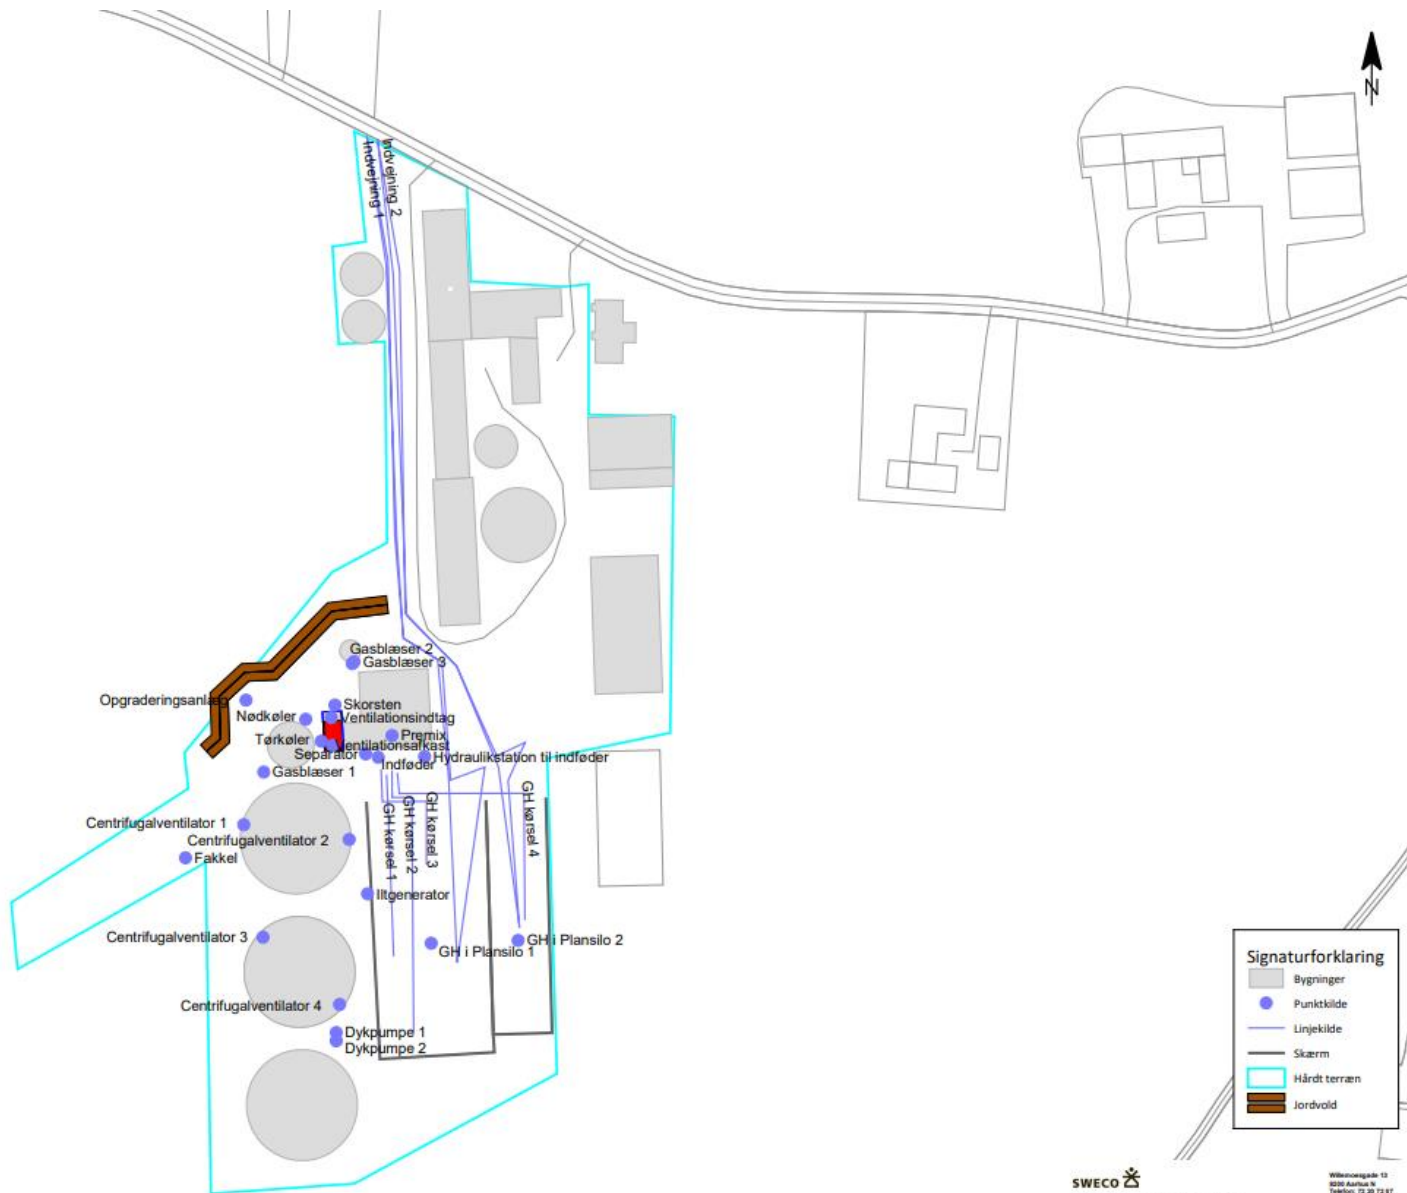 N
Indvejning 1
Indvejning 2
Gasblæser 2
Gasblæser 3
Opgraderingsanlæg
Skorsten
Nødkøler
Ventilationsindtag
Premix
Tørkøler
Ventilationsafkast
Separator
Indføder
Hydraulikstation til indføder
Gasblæser 1
GH kørsel 1
GH kørsel 2
GH kørsel 3
GH kørsel 4
Centrifugalventilator 1
Centrifugalventilator 2
Fakkel
Iltgenerator
Centrifugalventilator 3
GH i Plansilo 1
GH i Plansilo 2
Centrifugalventilator 4
Dykpumpe 1
Dykpumpe 2
Signaturforklaring
Bygninger
Punktkilde
Linjekilde
Skærm
Hårdt terræn
Jordvold
SWECO
Willemoesgade 13
8200 Aarhus N